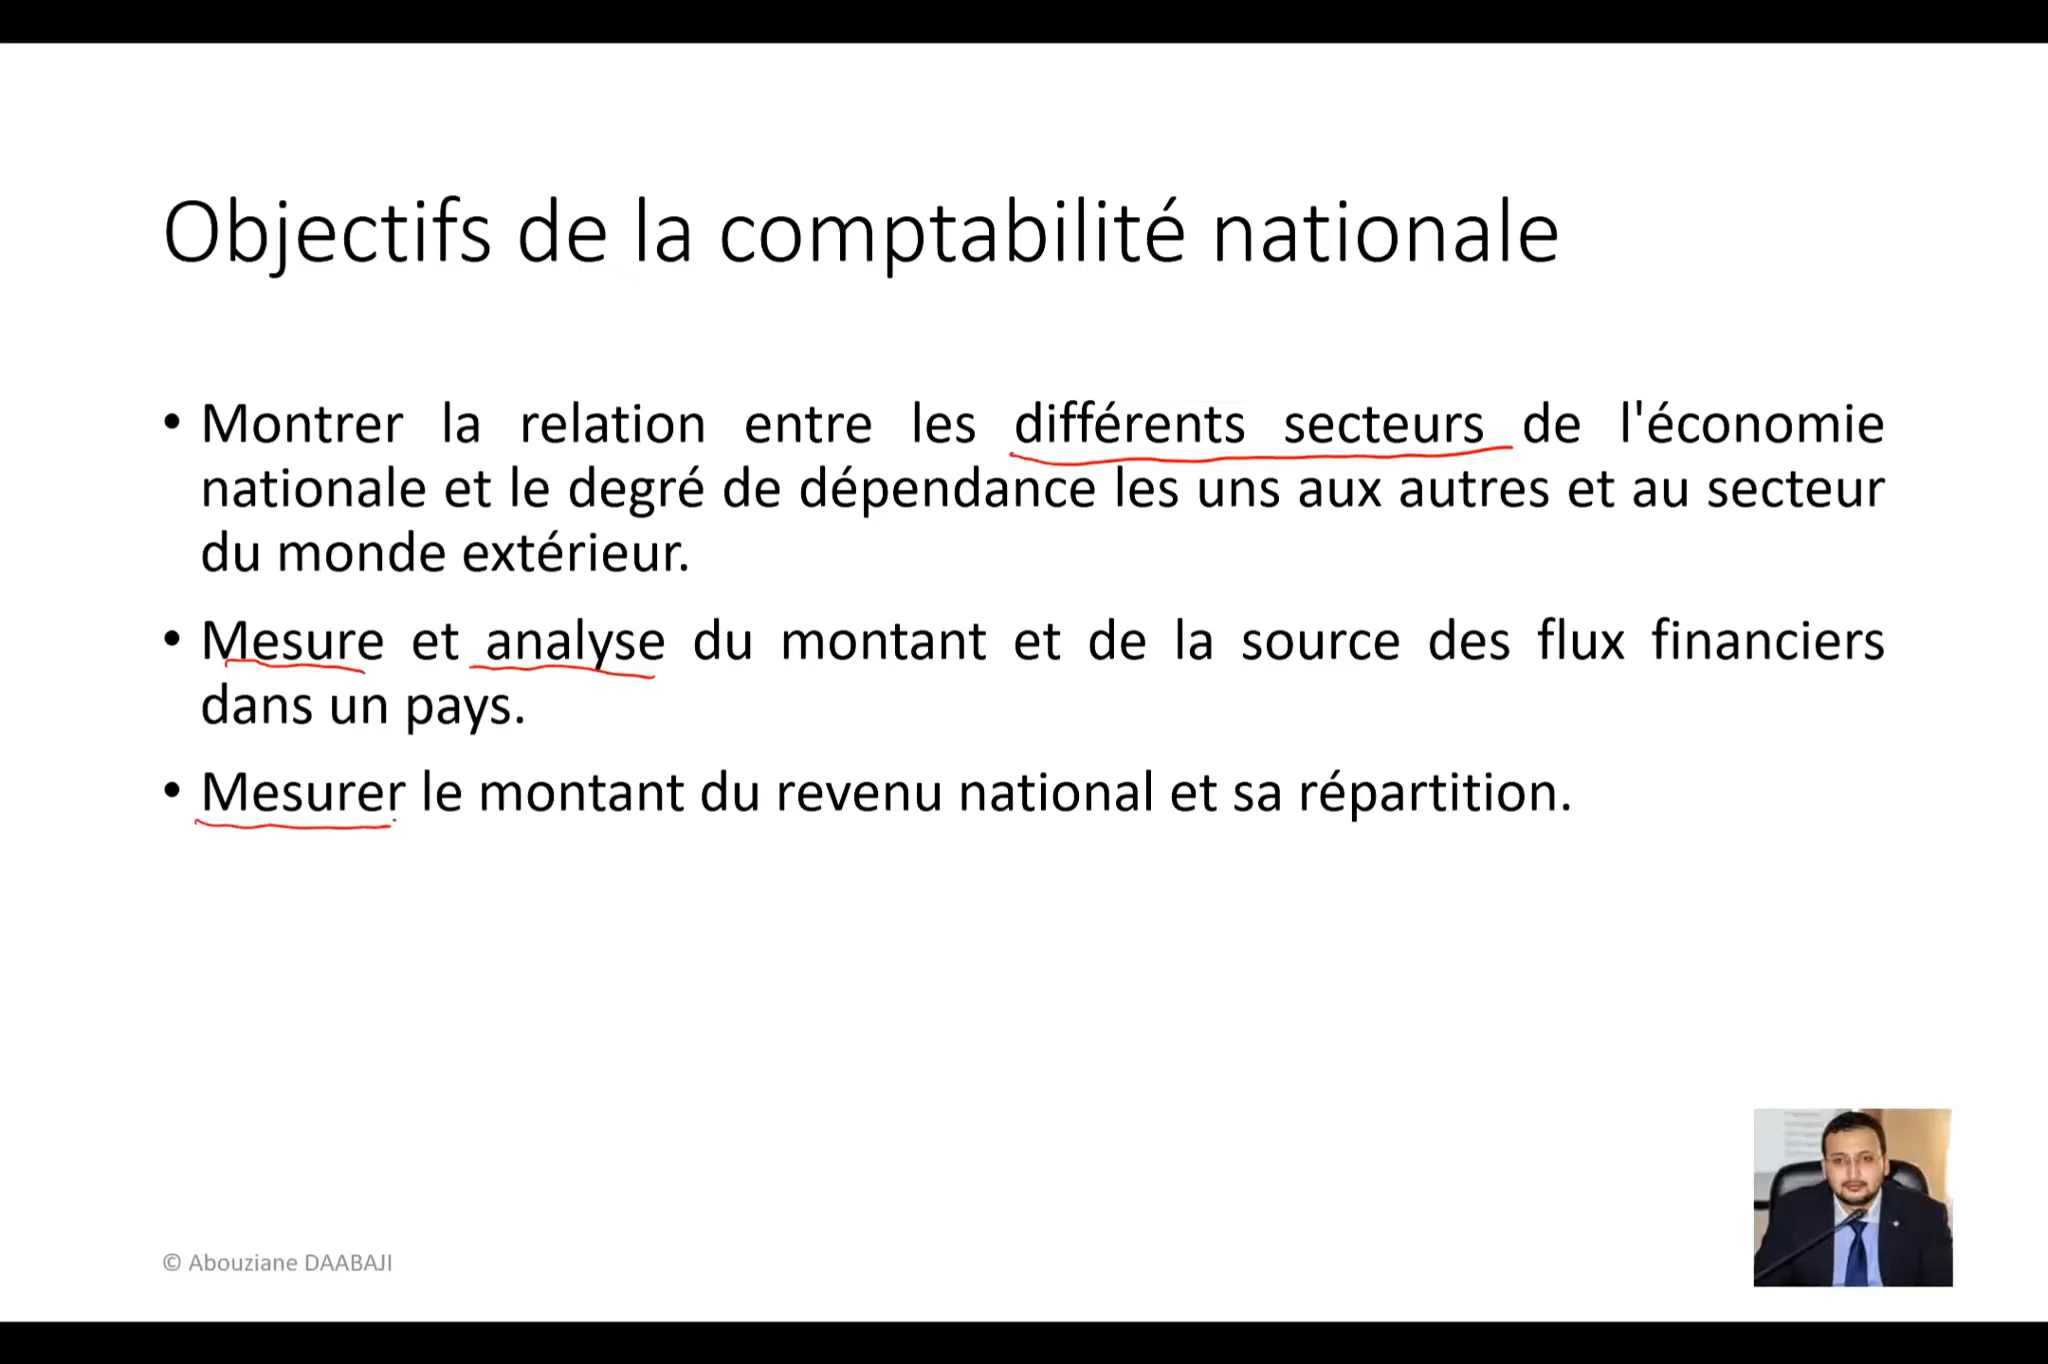 Objectifs de la comptabilité nationale
• Montrer la relation entre les différents secteurs de l'économie
nationale et le degré de dépendance les uns aux autres et au secteur
du monde extérieur.
• Mesure et analyse du montant et de la source des flux financiers
dans un pays.
• Mesurer le montant du revenu national et sa répartition.
© Abouziane DAABAJI